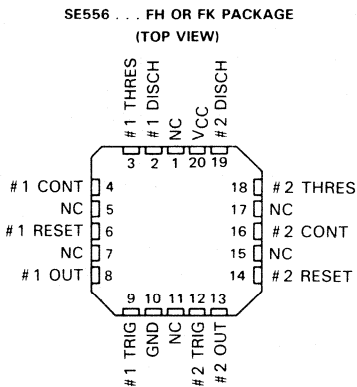 SE556 . . . FH OR FK PACKAGE
(TOP VIEW)
#1 THRES
#1 DISCH
NC
VCC
#2 DISCH
3 2 1 20 19
#1 CONT 4
NC 5
#1 RESET 6
NC 7
#1 OUT 8
18 #2 THRES
17 NC
16 #2 CONT
15 NC
14 #2 RESET
9 10 11 12 13
#1 TRIG
GND
NC
#2 TRIG
#2 OUT